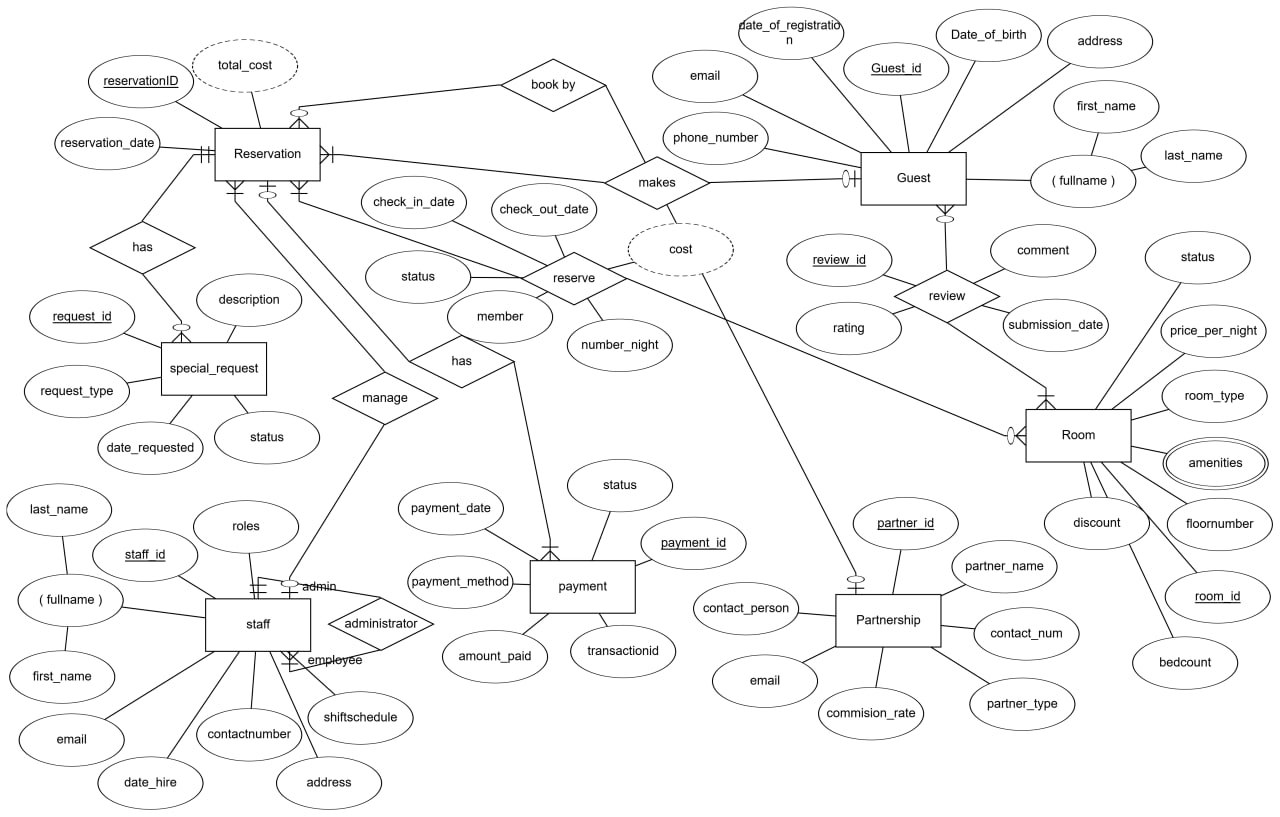 date_of_registratio
n
Date_of_birth
address
total_cost
reservationID
email
Guest_id
book by
first_name
reservation_date
phone_number
Reservation
last_name
Guest
( fullname )
makes
check_in_date
check_out_date
has
cost
comment
status
review_id
status
reserve
description
review
request_id
member
rating
submission_date
price_per_night
number_night
has
special_request
request_type
manage
room_type
Room
status
date_requested
amenities
status
last_name
payment_date
roles
partner_id
discount
floornumber
staff_id
payment_id
partner_name
payment_method
admin
payment
( fullname )
room_id
contact_person
staff
administrator
Partnership
contact_num
transactionid
amount_paid
employee
bedcount
first_name
email
partner_type
commision_rate
shiftschedule
contactnumber
email
date_hire
address